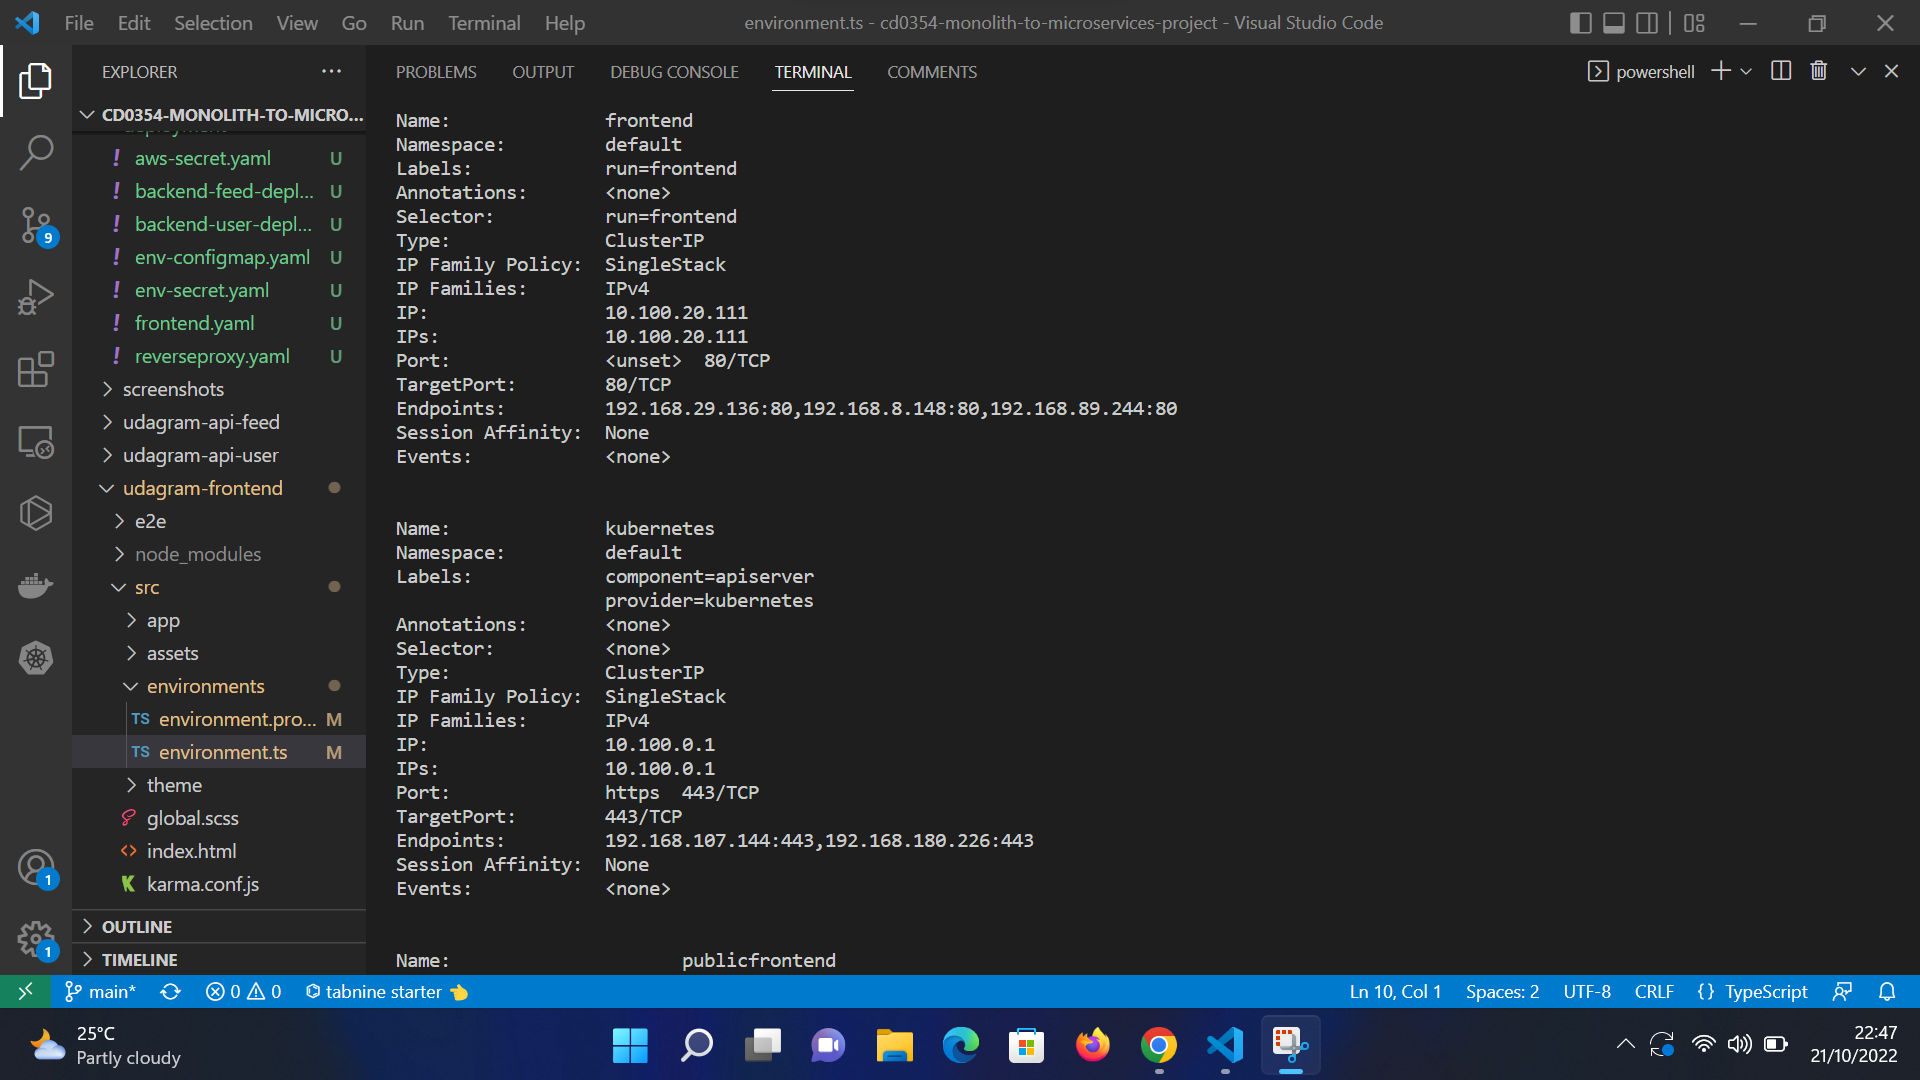 File Edit Selection View Go Run Terminal Help
environment.ts - cd0354-monolith-to-microservices-project - Visual Studio Code
EXPLORER
CD0354-MONOLITH-TO-MICRO...
deployment
aws-secret.yaml U
backend-feed-depl... U
backend-user-depl... U
env-configmap.yaml U
env-secret.yaml U
frontend.yaml U
reverseproxy.yaml U
screenshots
udagram-api-feed
udagram-api-user
udagram-frontend
e2e
node_modules
src
app
assets
environments
TS environment.pro... M
TS environment.ts M
theme
global.scss
index.html
karma.conf.js
OUTLINE
TIMELINE
9
1
1
PROBLEMS OUTPUT DEBUG CONSOLE TERMINAL COMMENTS
powershell
Name: frontend
Namespace: default
Labels: run=frontend
Annotations: <none>
Selector: run=frontend
Type: ClusterIP
IP Family Policy: SingleStack
IP Families: IPv4
IP: 10.100.20.111
IPs: 10.100.20.111
Port: <unset> 80/TCP
TargetPort: 80/TCP
Endpoints: 192.168.29.136:80,192.168.8.148:80,192.168.89.244:80
Session Affinity: None
Events: <none>
Name: kubernetes
Namespace: default
Labels: component=apiserver
provider=kubernetes
Annotations: <none>
Selector: <none>
Type: ClusterIP
IP Family Policy: SingleStack
IP Families: IPv4
IP: 10.100.0.1
IPs: 10.100.0.1
Port: https 443/TCP
TargetPort: 443/TCP
Endpoints: 192.168.107.144:443,192.168.180.226:443
Session Affinity: None
Events: <none>
Name: publicfrontend
main* 0 0 tabnine starter
Ln 10, Col 1 Spaces: 2 UTF-8 CRLF {} TypeScript
25°C
Partly cloudy
22:47
21/10/2022